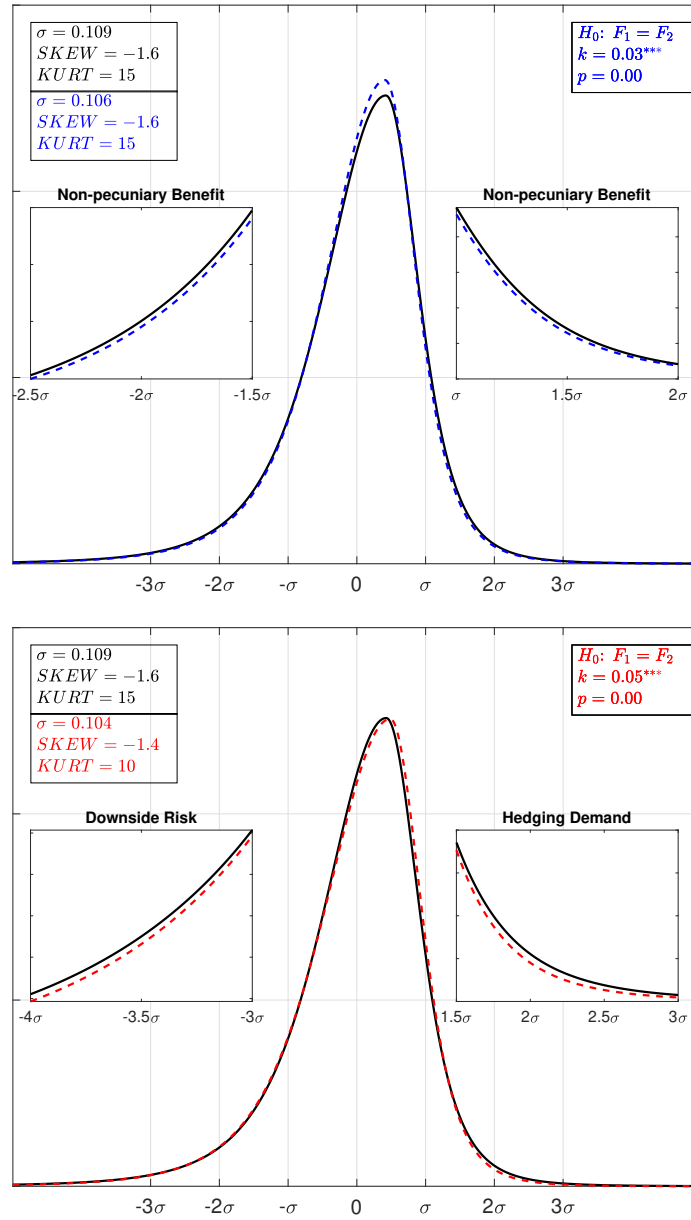 σ = 0.109
SKEW = −1.6
KURT = 15
σ = 0.106
SKEW = −1.6
KURT = 15
H₀: F₁ = F₂
k = 0.03***
p = 0.00
Non-pecuniary Benefit
-2.5σ -2σ -1.5σ
Non-pecuniary Benefit
σ 1.5σ 2σ
-3σ -2σ -σ 0 σ 2σ 3σ
σ = 0.109
SKEW = −1.6
KURT = 15
σ = 0.104
SKEW = −1.4
KURT = 10
H₀: F₁ = F₂
k = 0.05***
p = 0.00
Downside Risk
-4σ -3.5σ -3σ
Hedging Demand
1.5σ 2σ 2.5σ 3σ
-3σ -2σ -σ 0 σ 2σ 3σ